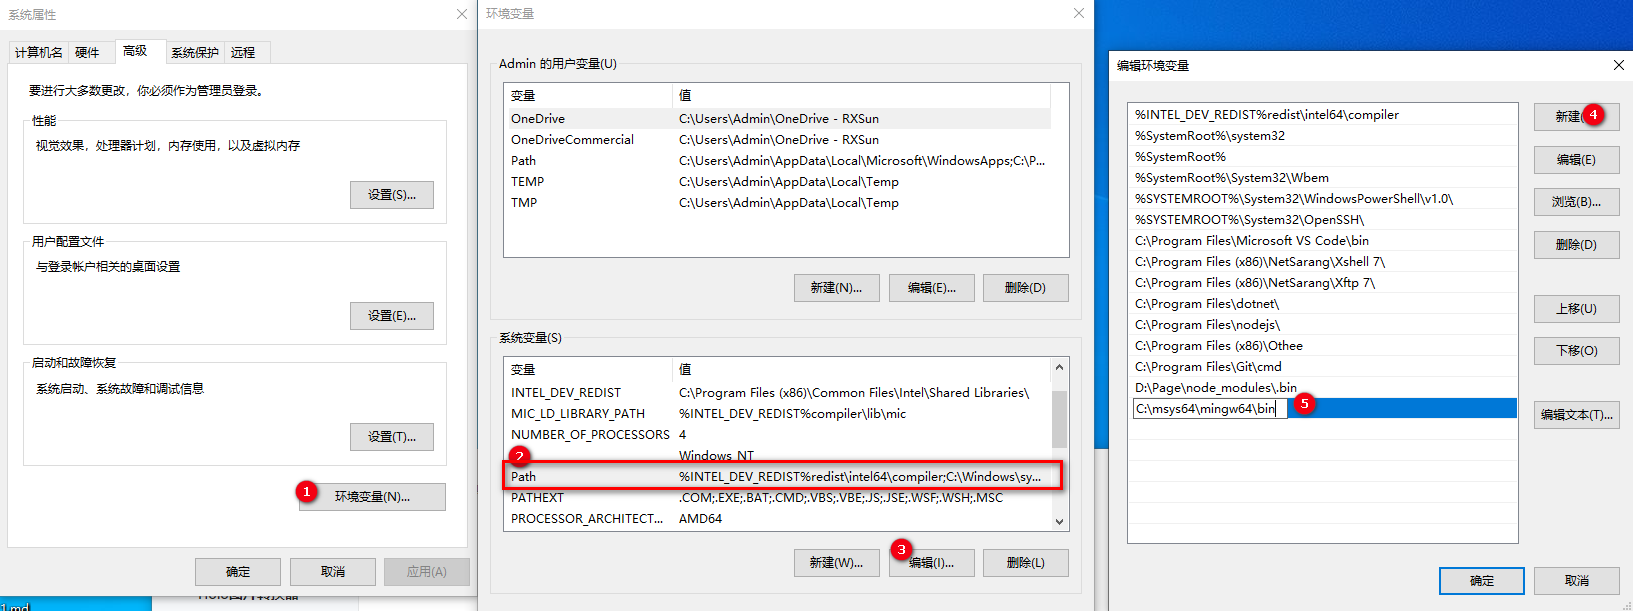 系统属性
计算机名 硬件 高级 系统保护 远程
要进行大多数更改，你必须作为管理员登录。
性能
视觉效果，处理器计划，内存使用，以及虚拟内存
设置(S)...
用户配置文件
与登录帐户相关的桌面设置
设置(E)...
启动和故障恢复
系统启动、系统故障和调试信息
设置(T)...
1
环境变量(N)...
确定 取消 应用(A)
1.md
环境变量
Admin 的用户变量(U)
变量 值
OneDrive C:\Users\Admin\OneDrive - RXSun
OneDriveCommercial C:\Users\Admin\OneDrive - RXSun
Path C:\Users\Admin\AppData\Local\Microsoft\WindowsApps;C:\P...
TEMP C:\Users\Admin\AppData\Local\Temp
TMP C:\Users\Admin\AppData\Local\Temp
新建(N)... 编辑(E)... 删除(D)
系统变量(S)
变量 值
INTEL_DEV_REDIST C:\Program Files (x86)\Common Files\Intel\Shared Libraries\
MIC_LD_LIBRARY_PATH %INTEL_DEV_REDIST%compiler\lib\mic
NUMBER_OF_PROCESSORS 4
2 Windows_NT
Path %INTEL_DEV_REDIST%redist\intel64\compiler;C:\Windows\sy...
PATHEXT .COM;.EXE;.BAT;.CMD;.VBS;.VBE;.JS;.JSE;.WSF;.WSH;.MSC
PROCESSOR_ARCHITECT... AMD64
新建(W)... 3 编辑(I)... 删除(L)
编辑环境变量
%INTEL_DEV_REDIST%redist\intel64\compiler
%SystemRoot%\system32
%SystemRoot%
%SystemRoot%\System32\Wbem
%SYSTEMROOT%\System32\WindowsPowerShell\v1.0\
%SYSTEMROOT%\System32\OpenSSH\
C:\Program Files\Microsoft VS Code\bin
C:\Program Files (x86)\NetSarang\Xshell 7\
C:\Program Files (x86)\NetSarang\Xftp 7\
C:\Program Files\dotnet\
C:\Program Files\nodejs\
C:\Program Files (x86)\Othee
C:\Program Files\Git\cmd
D:\Page\node_modules\.bin
C:\msys64\mingw64\bin 5
新建 4
编辑(E)
浏览(B)...
删除(D)
上移(U)
下移(O)
编辑文本(T)...
确定 取消